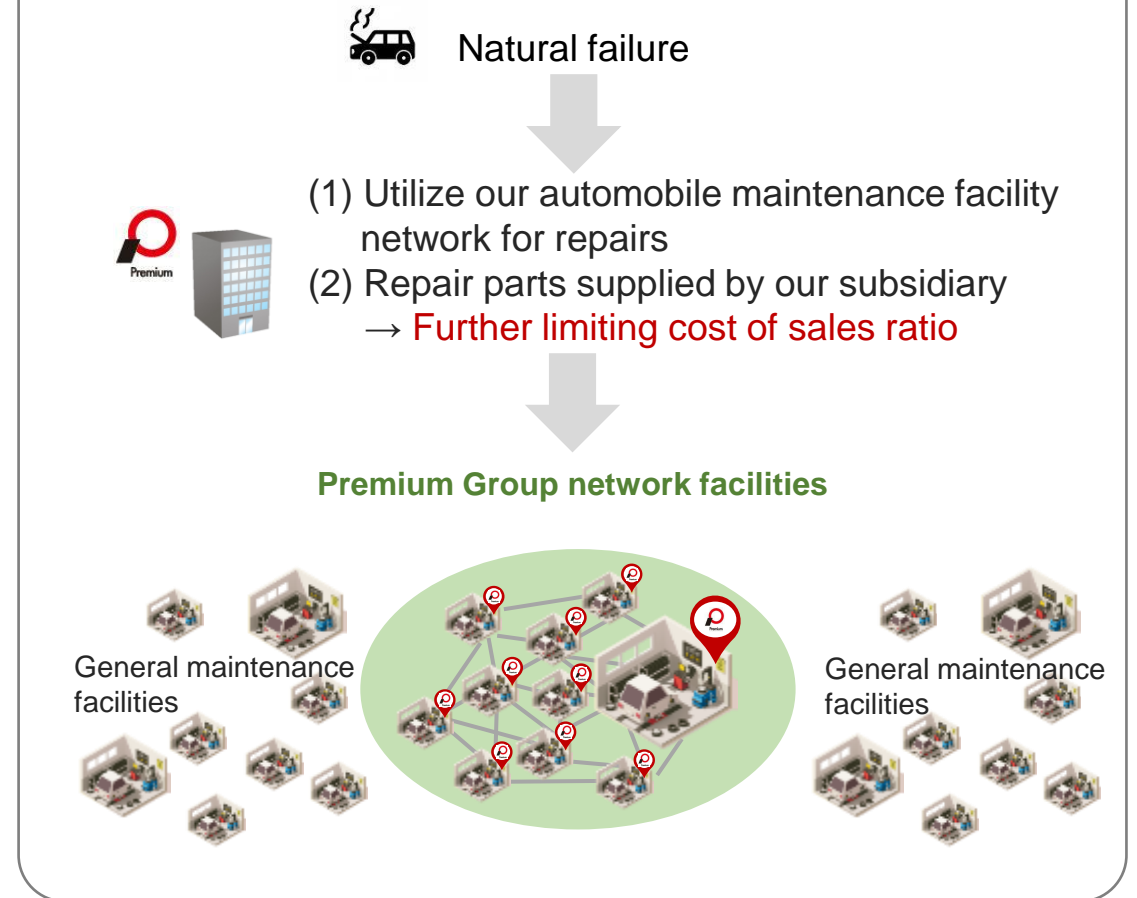 Natural failure
(1) Utilize our automobile maintenance facility
network for repairs
(2) Repair parts supplied by our subsidiary
→ Further limiting cost of sales ratio
Premium
Premium Group network facilities
Premium
General maintenance
facilities
General maintenance
facilities